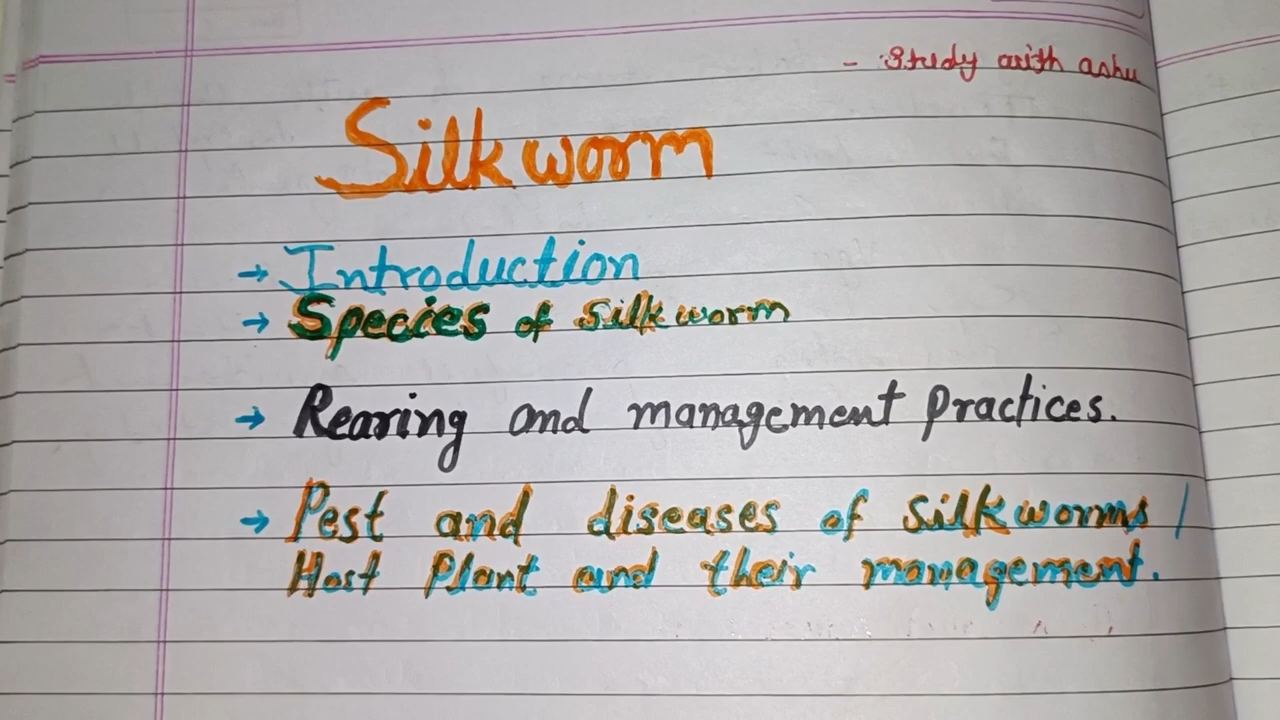 - Study with ashu
Silkworm
→ Introduction
→ Species of Silkworm
→ Rearing and management Practices.
→ Pest and diseases of Silkworms /
Host Plant and their management.